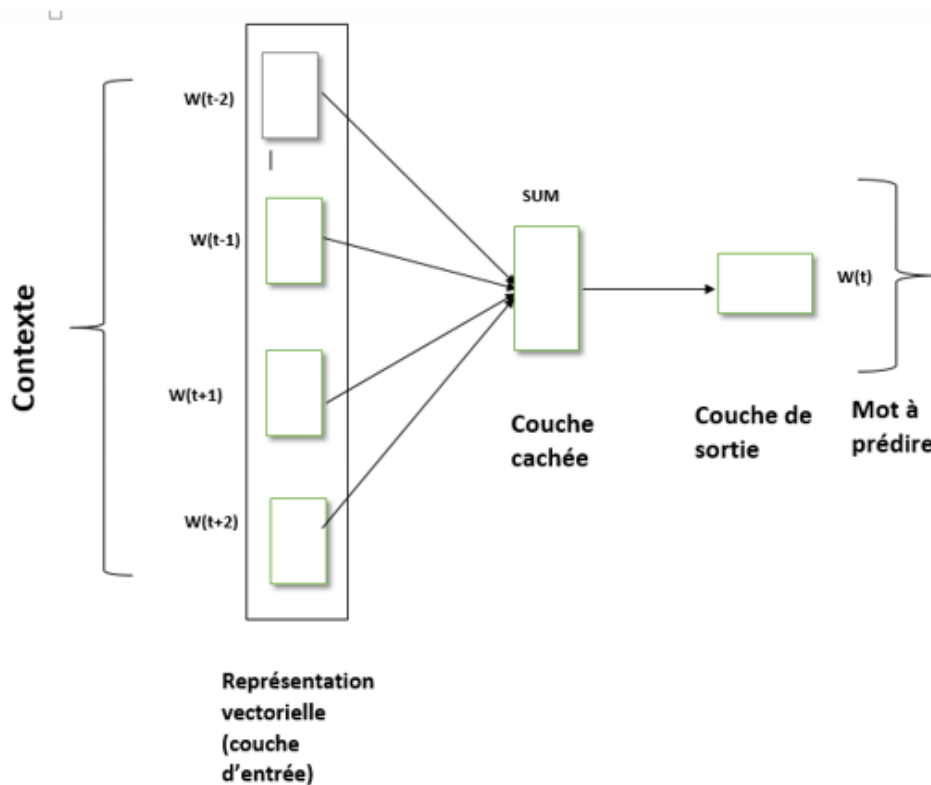 W(t-2)
SUM
W(t-1)
W(t)
Contexte
W(t+1)
Couche
cachée
Couche de
sortie
Mot à
prédire
W(t+2)
Représentation
vectorielle
(couche
d'entrée)